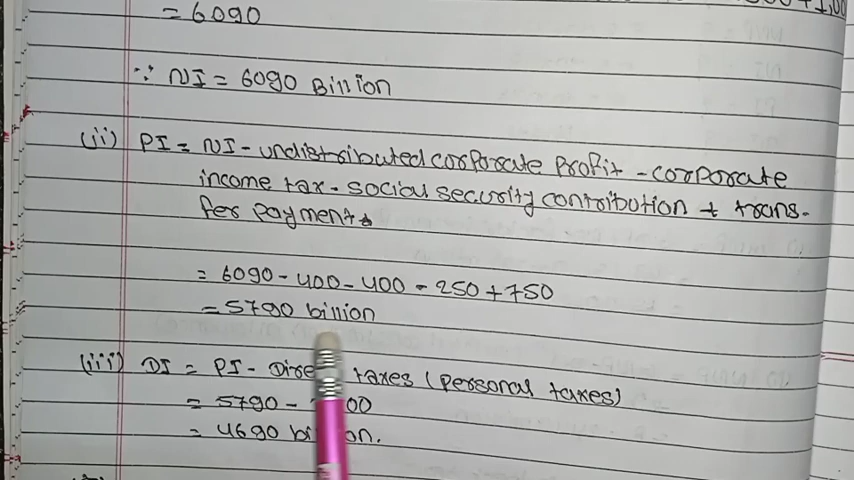 = 6090
∵ NI = 6090 Billion
(ii) PI = NI - undistributed corporate profit - corporate
income tax - social security contribution + trans-
fer payment
= 6090 - 400 - 400 - 250 + 750
= 5790 billion
(iii) DI = PI - taxes (personal taxes)
= 5790 -
= 4690